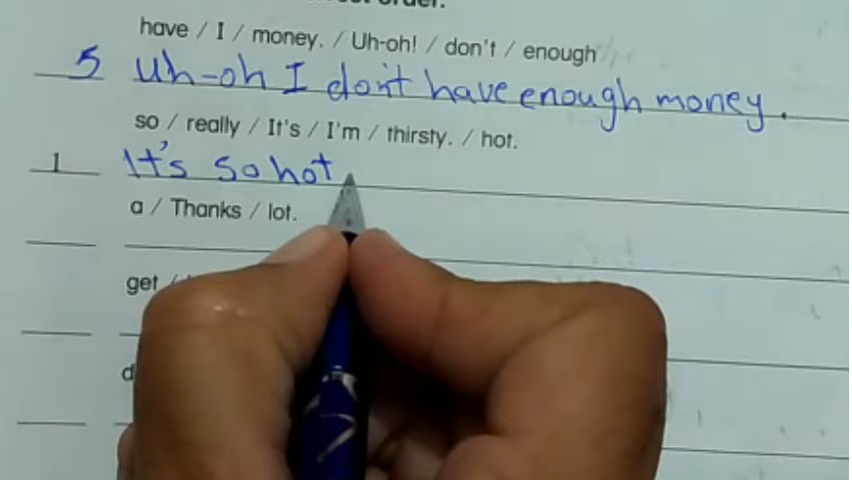 order.
have / I / money. / Uh-oh! / don't / enough
5 Uh-oh I don't have enough money.
so / really / It's / I'm / thirsty. / hot.
1 It's so hot
a / Thanks / lot.
get